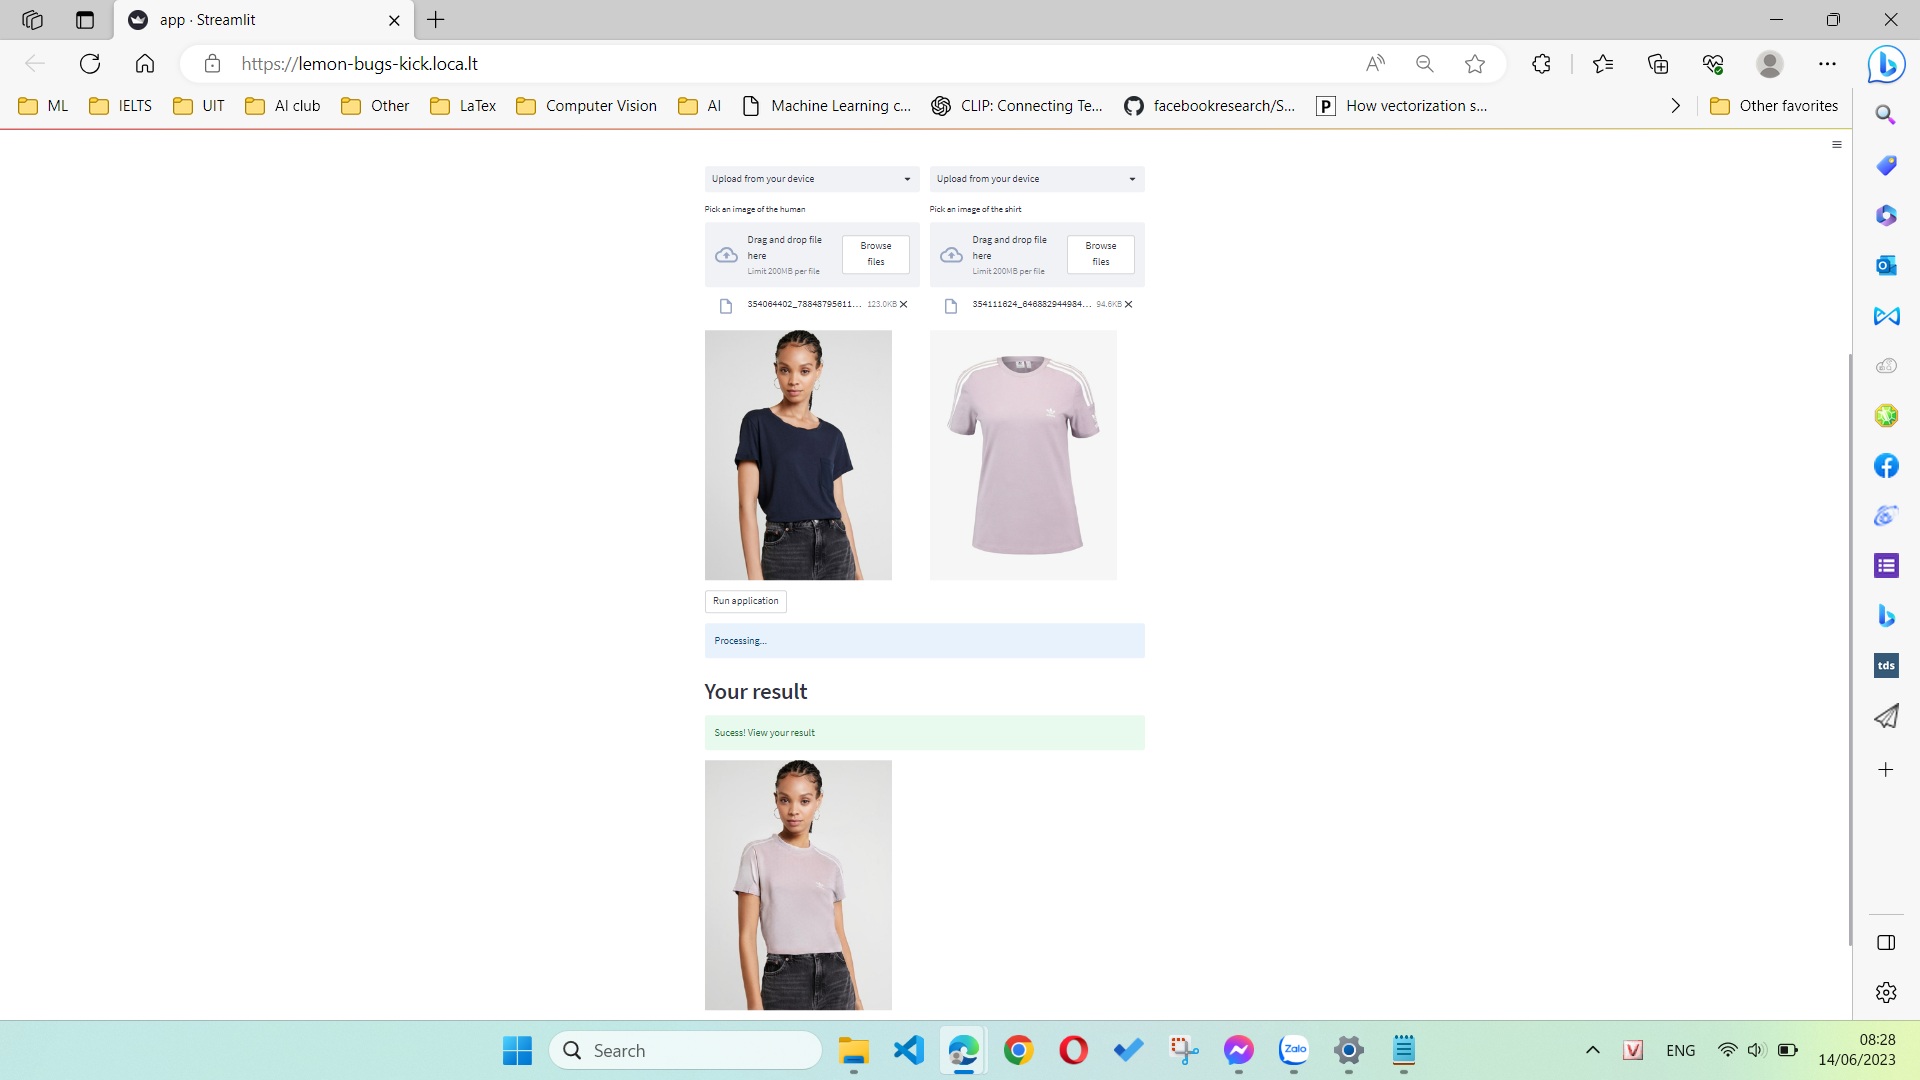 app · Streamlit
https://lemon-bugs-kick.loca.lt
ML
IELTS
UIT
AI club
Other
LaTex
Computer Vision
AI
Machine Learning c...
CLIP: Connecting Te...
facebookresearch/S...
P
How vectorization s...
Other favorites
Upload from your device
Upload from your device
Pick an image of the human
Pick an image of the shirt
Drag and drop file
here
Limit 200MB per file
Browse
files
Drag and drop file
here
Limit 200MB per file
Browse
files
354064402_78848795611... 123.0KB
354111624_646882944984... 94.6KB
Run application
Processing...
Your result
Sucess! View your result
tds
Search
Zalo
V
ENG
08:28
14/06/2023